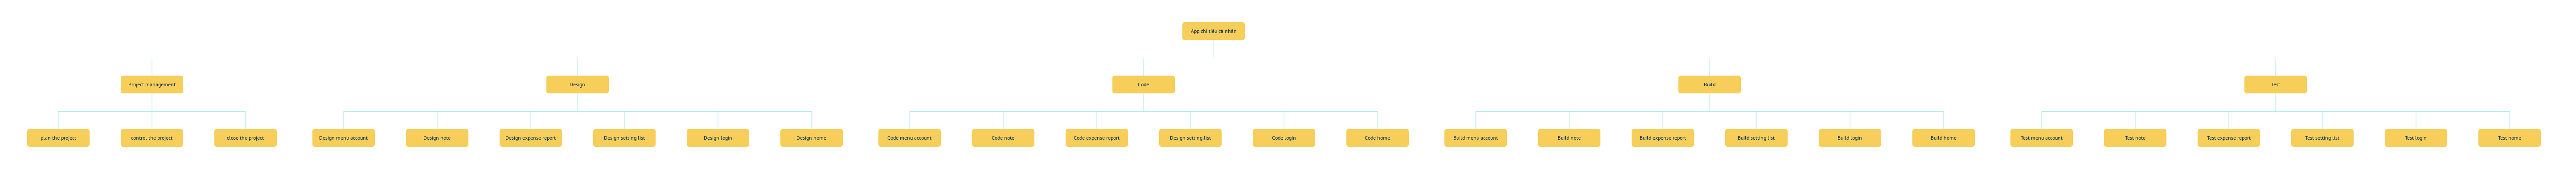 App chi tiêu cá nhân
Project management
Design
Code
Build
Test
plan the project
control the project
close the project
Design menu account
Design note
Design expense report
Design setting list
Design login
Design home
Code menu account
Code note
Code expense report
Design setting list
Code login
Code home
Build menu account
Build note
Build expense report
Build setting list
Build login
Build home
Test menu account
Test note
Test expense report
Test setting list
Test login
Test home